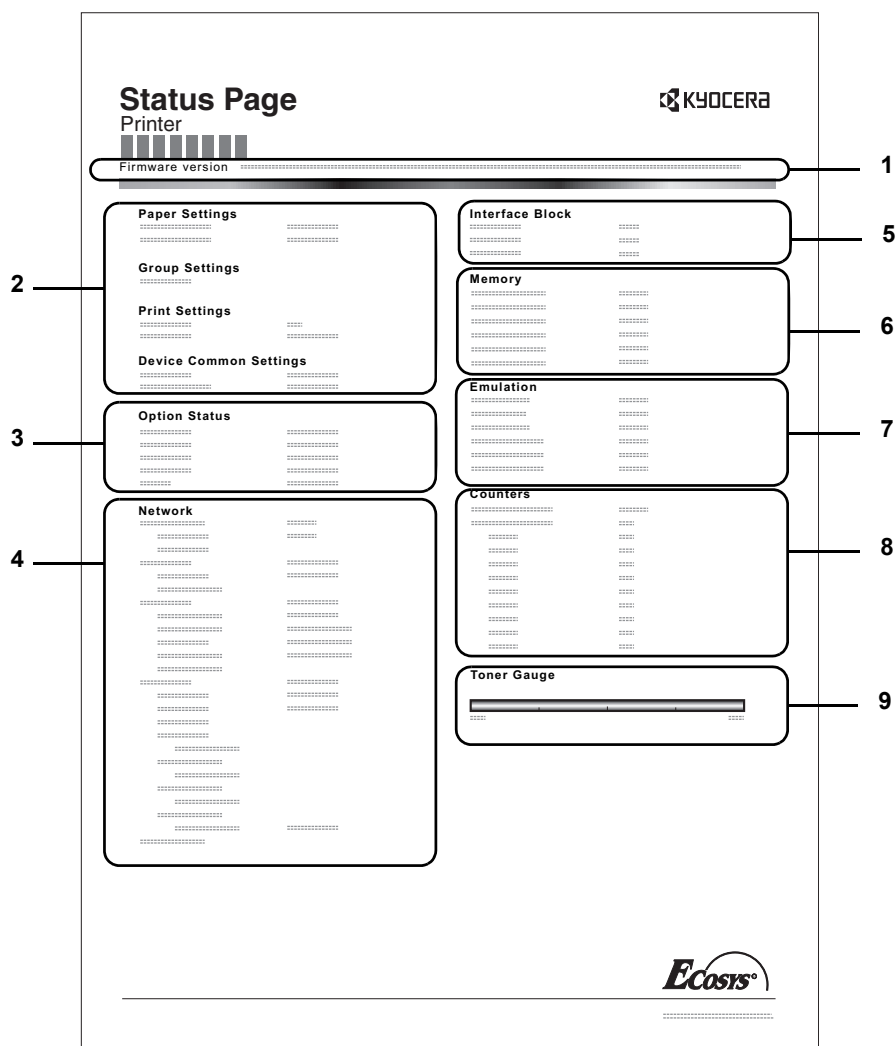 Status Page
KYOCERA
Printer
Firmware version
1
Paper Settings
Group Settings
Print Settings
Device Common Settings
2
Option Status
3
Network
4
Interface Block
5
Memory
6
Emulation
7
Counters
8
Toner Gauge
9
Ecosys